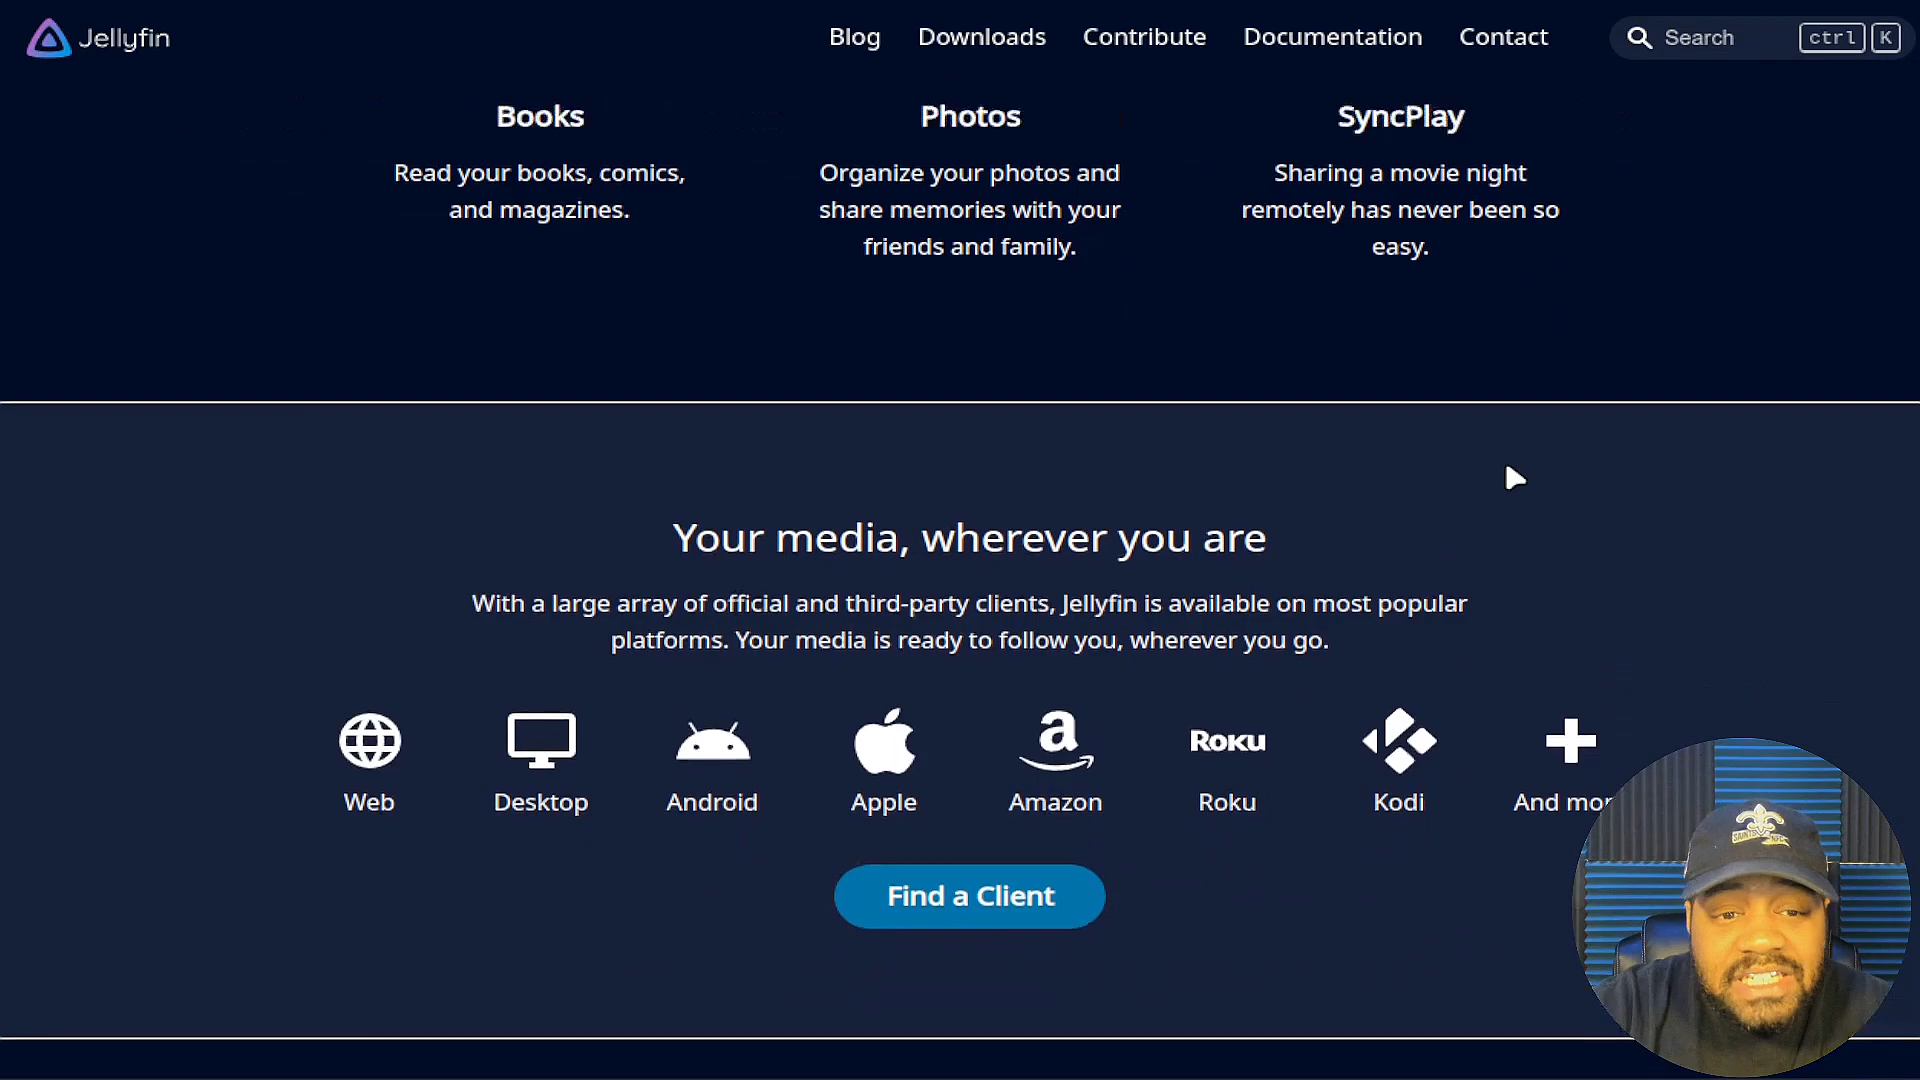 Jellyfin
Blog
Downloads
Contribute
Documentation
Contact
Search
ctrl
K
Books
Read your books, comics,
and magazines.
Photos
Organize your photos and
share memories with your
friends and family.
SyncPlay
Sharing a movie night
remotely has never been so
easy.
Your media, wherever you are
With a large array of official and third-party clients, Jellyfin is available on most popular
platforms. Your media is ready to follow you, wherever you go.
a
Roku
Web
Desktop
Android
Apple
Amazon
Roku
Kodi
And mor
Find a Client
SAINTS